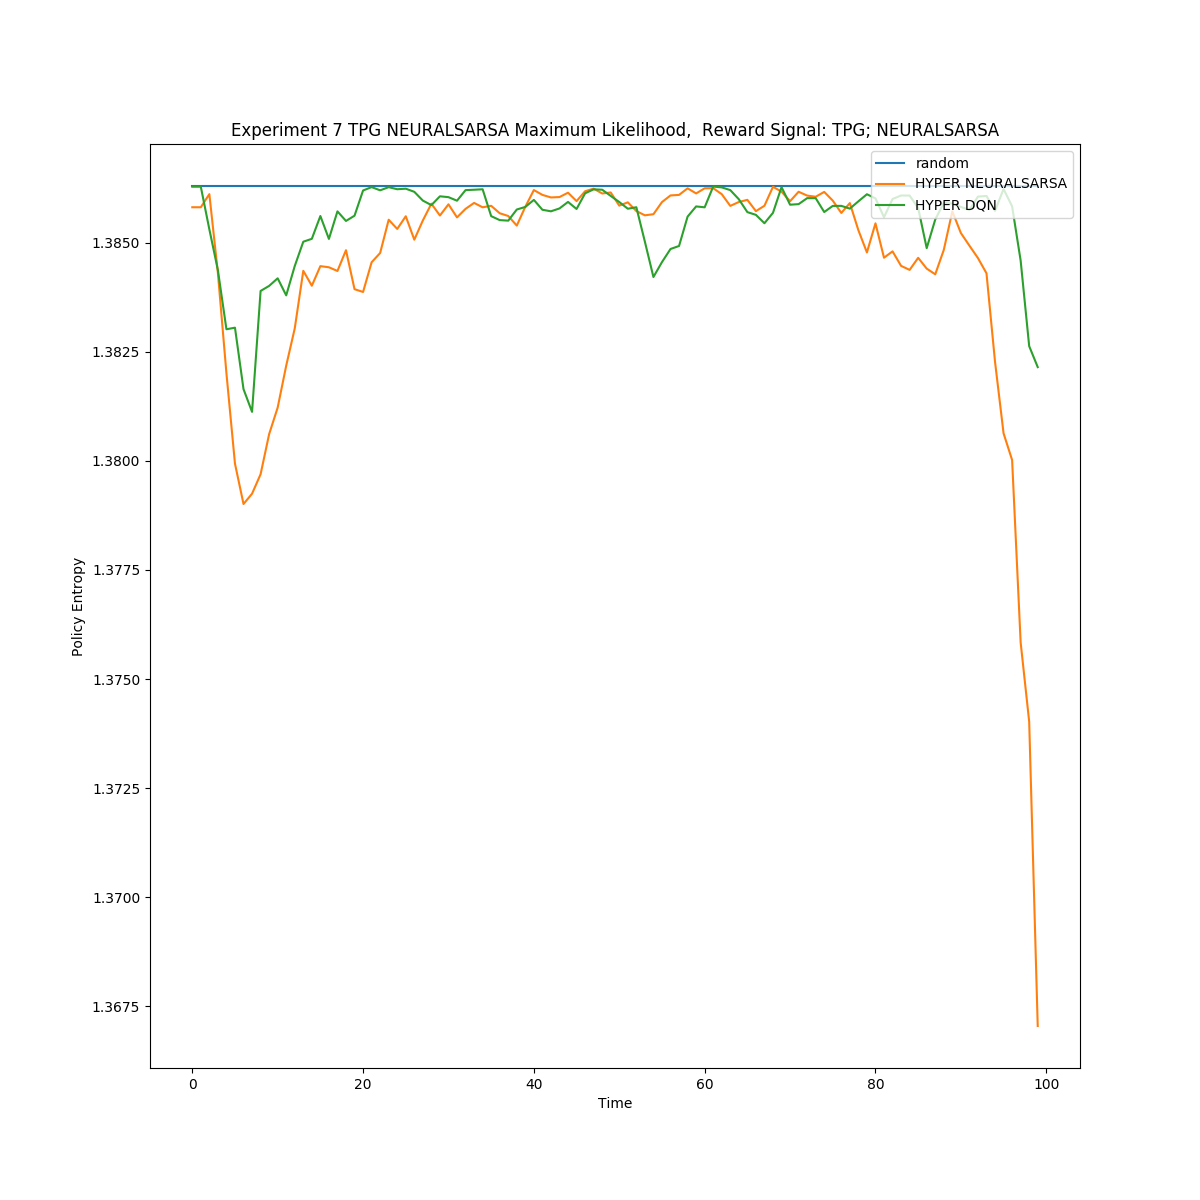 Experiment 7 TPG NEURALSARSA Maximum Likelihood,  Reward Signal: TPG; NEURALSARSA
random
HYPER NEURALSARSA
HYPER DQN
1.3850
1.3825
1.3800
1.3775
1.3750
1.3725
1.3700
1.3675
Policy Entropy
0
20
40
60
80
100
Time